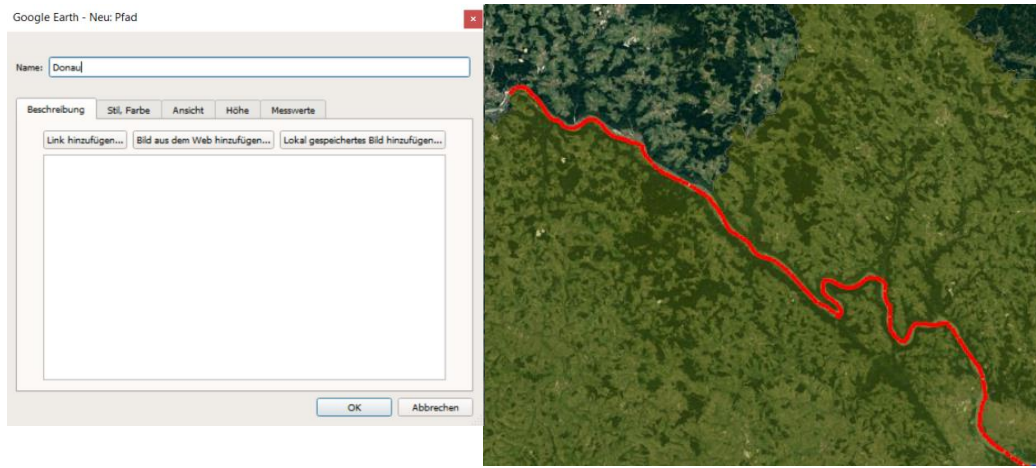 Google Earth - Neu: Pfad
Name: Donau
Beschreibung Stil, Farbe Ansicht Höhe Messwerte
Link hinzufügen... Bild aus dem Web hinzufügen... Lokal gespeichertes Bild hinzufügen...
OK Abbrechen